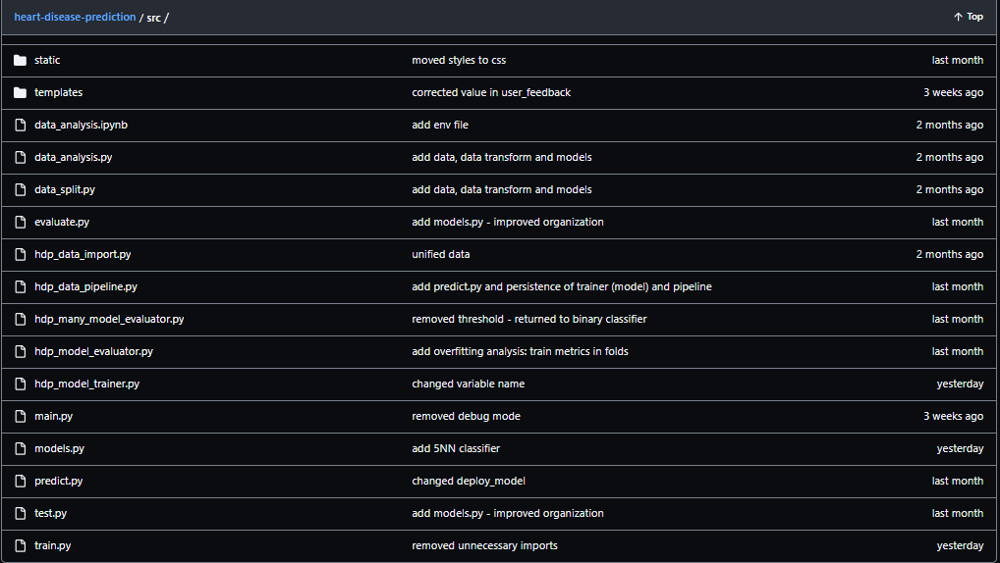 heart-disease-prediction / src / ↑ Top
static moved styles to css last month
templates corrected value in user_feedback 3 weeks ago
data_analysis.ipynb add env file 2 months ago
data_analysis.py add data, data transform and models 2 months ago
data_split.py add data, data transform and models 2 months ago
evaluate.py add models.py - improved organization last month
hdp_data_import.py unified data 2 months ago
hdp_data_pipeline.py add predict.py and persistence of trainer (model) and pipeline last month
hdp_many_model_evaluator.py removed threshold - returned to binary classifier last month
hdp_model_evaluator.py add overfitting analysis: train metrics in folds last month
hdp_model_trainer.py changed variable name yesterday
main.py removed debug mode 3 weeks ago
models.py add 5NN classifier yesterday
predict.py changed deploy_model last month
test.py add models.py - improved organization last month
train.py removed unnecessary imports yesterday